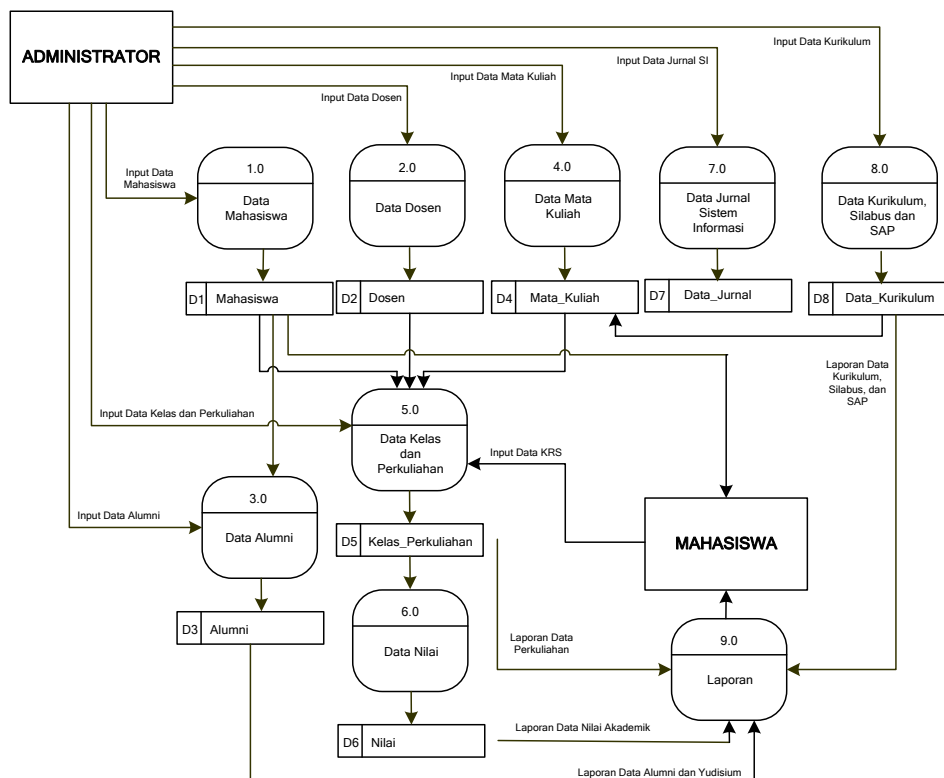 Input Data Kurikulum
ADMINISTRATOR
Input Data Jurnal SI
Input Data Mata Kuliah
Input Data Dosen
Input Data
Mahasiswa
1.0
Data
Mahasiswa
2.0
Data Dosen
4.0
Data Mata
Kuliah
7.0
Data Jurnal
Sistem
Informasi
8.0
Data Kurikulum,
Silabus dan
SAP
D1 Mahasiswa
D2 Dosen
D4 Mata_Kuliah
D7 Data_Jurnal
D8 Data_Kurikulum
Laporan Data
Kurikulum,
Silabus, dan
SAP
Input Data Kelas dan Perkuliahan
5.0
Data Kelas
dan
Perkuliahan
Input Data KRS
3.0
Data Alumni
Input Data Alumni
D5 Kelas_Perkuliahan
MAHASISWA
6.0
Data Nilai
D3 Alumni
Laporan Data
Perkuliahan
9.0
Laporan
D6 Nilai
Laporan Data Nilai Akademik
Laporan Data Alumni dan Yudisium